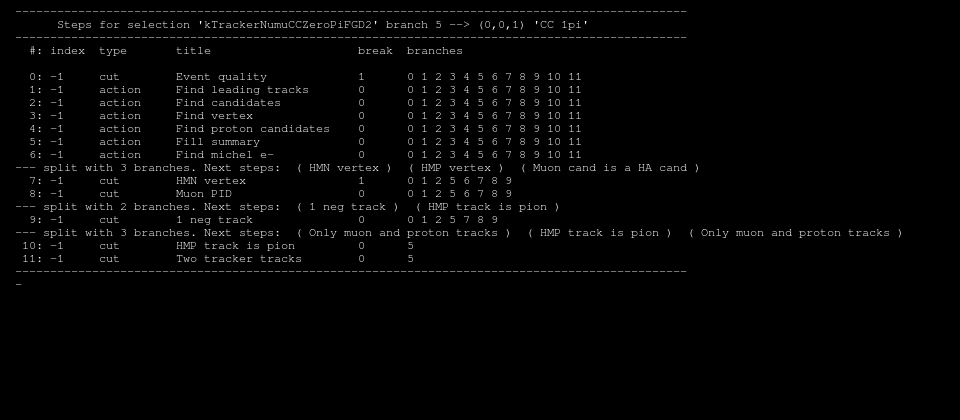 ------------------------------------------------------------------------------------------------
Steps for selection 'kTrackerNumuCCZeroPiFGD2' branch 5 --> (0,0,1) 'CC 1pi'
------------------------------------------------------------------------------------------------
#: index type title break branches
0: -1 cut Event quality 1 0 1 2 3 4 5 6 7 8 9 10 11
1: -1 action Find leading tracks 0 0 1 2 3 4 5 6 7 8 9 10 11
2: -1 action Find candidates 0 0 1 2 3 4 5 6 7 8 9 10 11
3: -1 action Find vertex 0 0 1 2 3 4 5 6 7 8 9 10 11
4: -1 action Find proton candidates 0 0 1 2 3 4 5 6 7 8 9 10 11
5: -1 action Fill summary 0 0 1 2 3 4 5 6 7 8 9 10 11
6: -1 action Find michel e- 0 0 1 2 3 4 5 6 7 8 9 10 11
--- split with 3 branches. Next steps: ( HMN vertex ) ( HMP vertex ) ( Muon cand is a HA cand )
7: -1 cut HMN vertex 1 0 1 2 5 6 7 8 9
8: -1 cut Muon PID 0 0 1 2 5 6 7 8 9
--- split with 2 branches. Next steps: ( 1 neg track ) ( HMP track is pion )
9: -1 cut 1 neg track 0 0 1 2 5 7 8 9
--- split with 3 branches. Next steps: ( Only muon and proton tracks ) ( HMP track is pion ) ( Only muon and proton tracks )
10: -1 cut HMP track is pion 0 5
11: -1 cut Two tracker tracks 0 5
------------------------------------------------------------------------------------------------
_